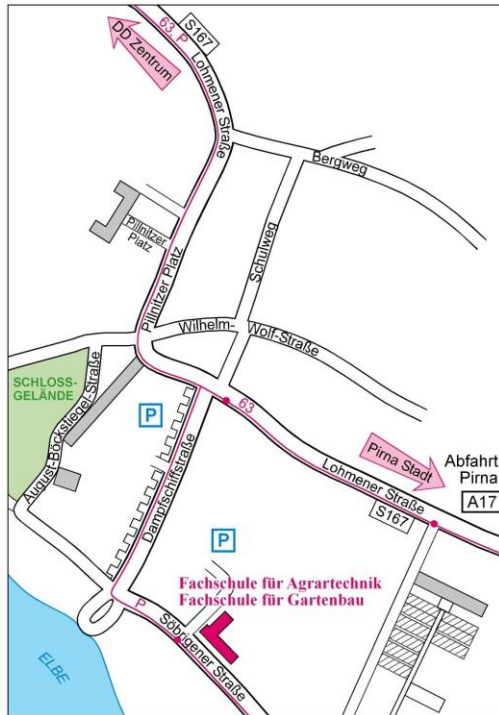 63, P
S167
DD Zentrum
Lohmener Straße
Bergweg
Pillnitzer
Platz
Schulweg
Pillnitzer Platz
Wilhelm-
Wolf-Straße
SCHLOSS-
GELÄNDE
August-Böckstiegel-Straße
63
P
Dampfschiffstraße
Pirna Stadt
Abfahrt
Pirna
A17
Lohmener Straße
S167
P
Fachschule für Agrartechnik
Fachschule für Gartenbau
P
Söbrigener Straße
ELBE